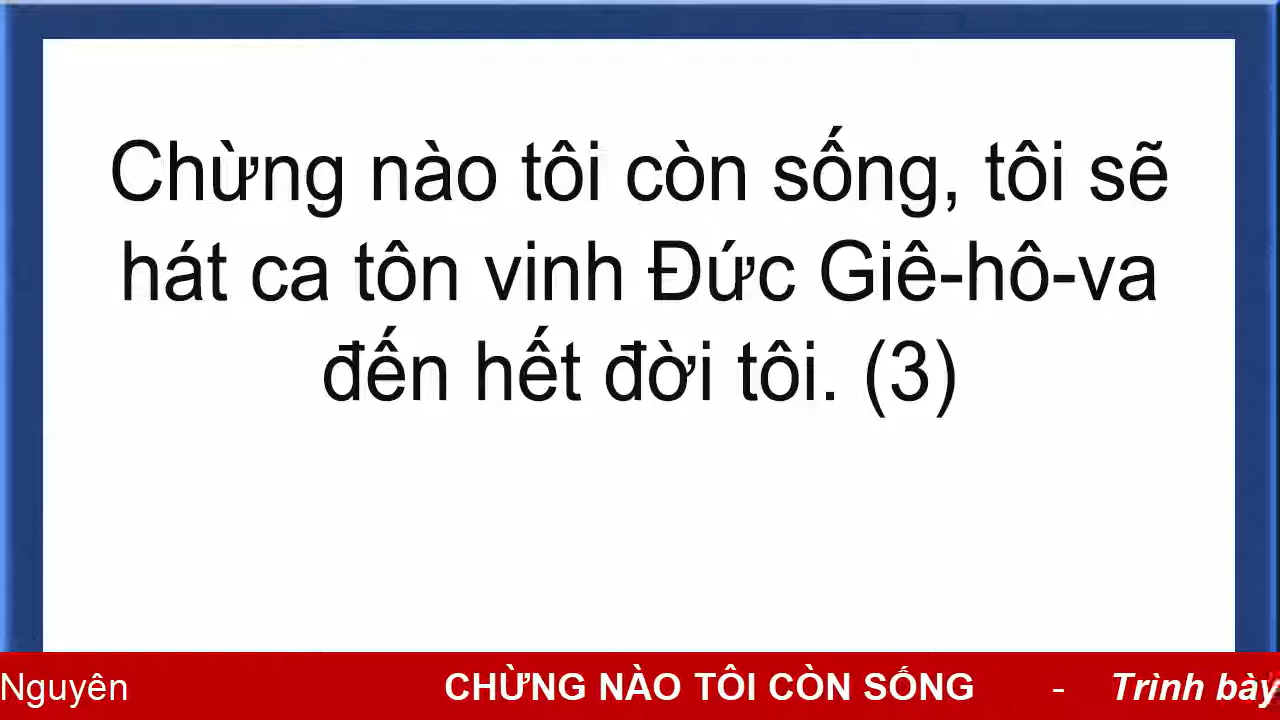 Chừng nào tôi còn sống, tôi sẽ
hát ca tôn vinh Đức Giê-hô-va
đến hết đời tôi. (3)
Nguyên CHỪNG NÀO TÔI CÒN SỐNG - Trình bày